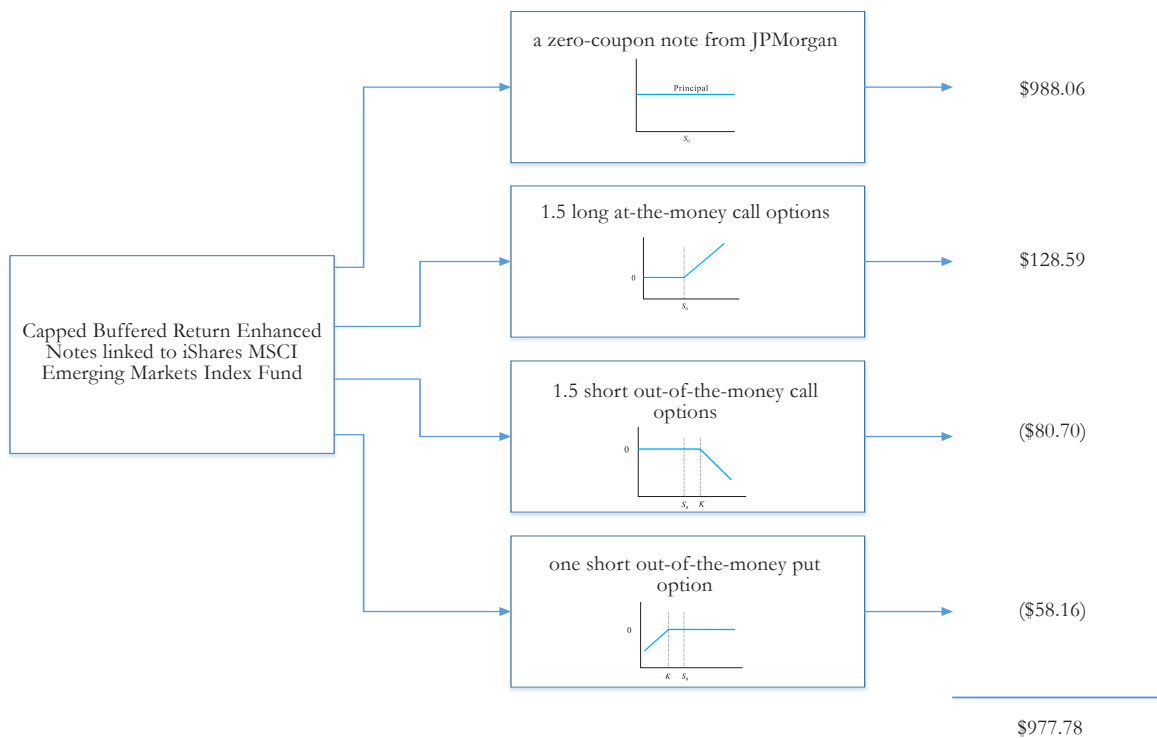 a zero-coupon note from JPMorgan
Principal
S₀
$988.06
1.5 long at-the-money call options
0
S₀
$128.59
Capped Buffered Return Enhanced
Notes linked to iShares MSCI
Emerging Markets Index Fund
1.5 short out-of-the-money call
options
0
S₀ K
($80.70)
one short out-of-the-money put
option
0
K S₀
($58.16)
$977.78